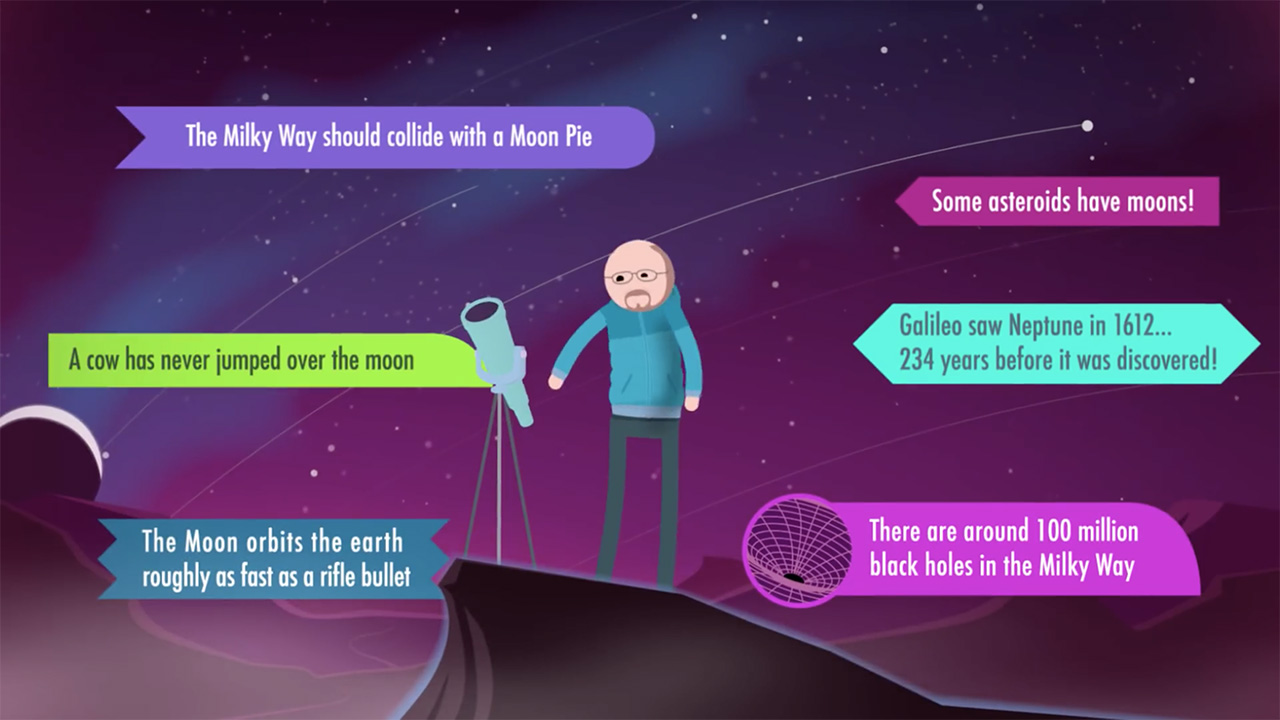 The Milky Way should collide with a Moon Pie
Some asteroids have moons!
A cow has never jumped over the moon
Galileo saw Neptune in 1612...
234 years before it was discovered!
The Moon orbits the earth
roughly as fast as a rifle bullet
There are around 100 million
black holes in the Milky Way